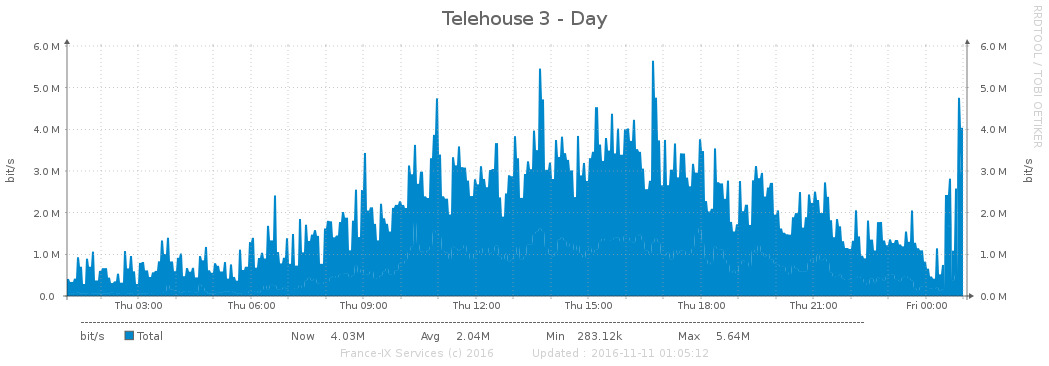 Telehouse 3 - Day
RRDTOOL / TOBI OETIKER
bit/s
6.0 M 6.0 M
5.0 M 5.0 M
4.0 M 4.0 M
3.0 M 3.0 M
2.0 M 2.0 M
1.0 M 1.0 M
0.0 0.0 M
bit/s
Thu 03:00 Thu 06:00 Thu 09:00 Thu 12:00 Thu 15:00 Thu 18:00 Thu 21:00 Fri 00:00
bit/s Total Now 4.03M Avg 2.04M Min 283.12k Max 5.64M
France-IX Services (c) 2016 Updated : 2016-11-11 01:05:12